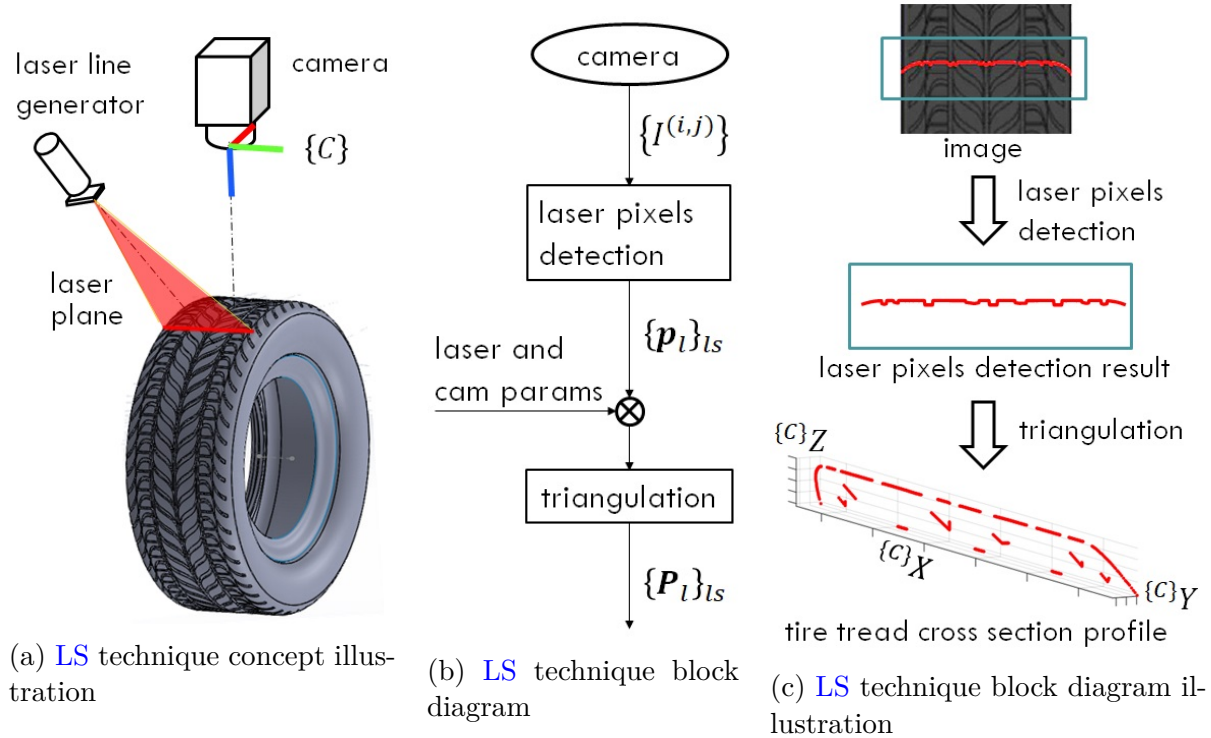 laser line
generator
camera
{C}
laser
plane
(a) LS technique concept illus-
tration
camera
{I^(i,j)}
laser pixels
detection
{p_l}_ls
laser and
cam params
triangulation
{P_l}_ls
(b) LS technique block
diagram
image
laser pixels
detection
laser pixels detection result
triangulation
{C}Z
{C}X
{C}Y
tire tread cross section profile
(c) LS technique block diagram il-
lustration